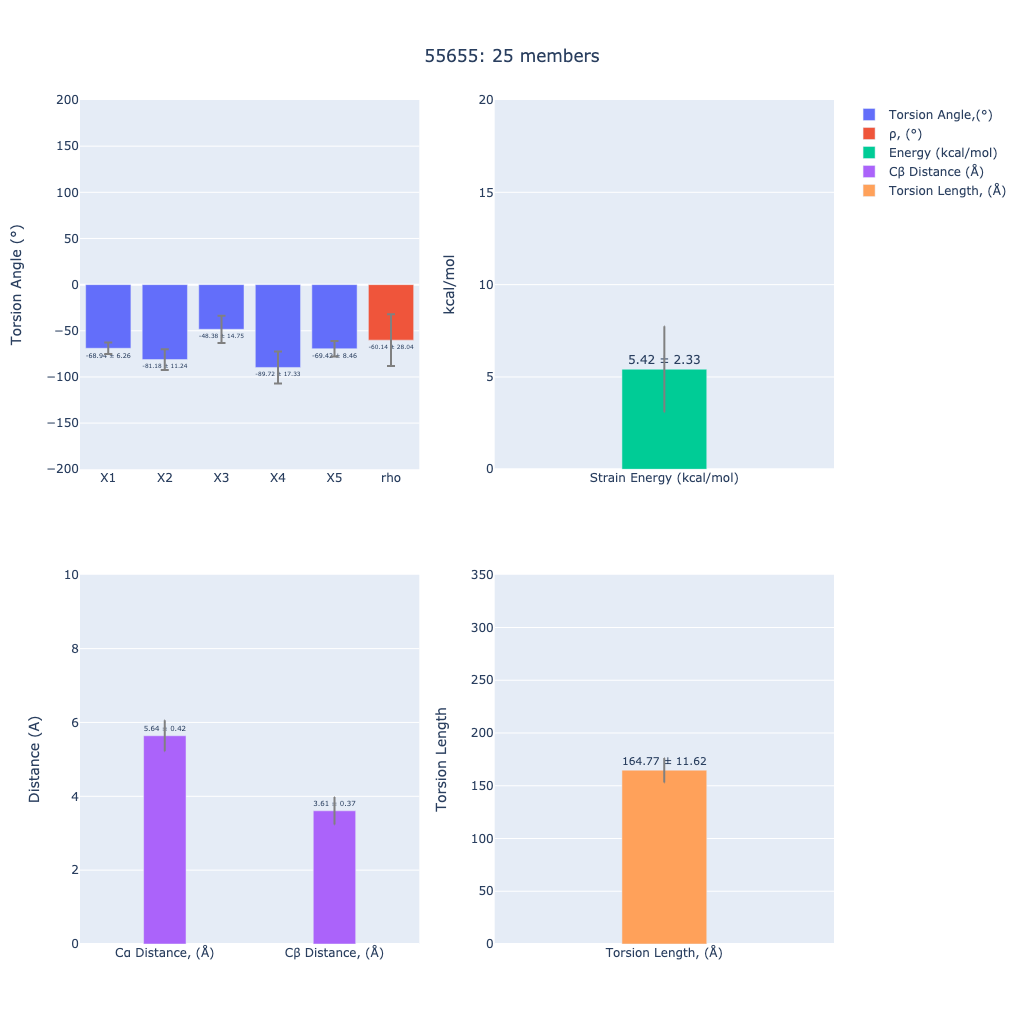 55655: 25 members
Torsion Angle (°)
200
150
100
50
0
−50
−100
−150
−200
-68.94 ± 6.26
-81.18 ± 11.24
-48.38 ± 14.75
-89.72 ± 17.33
-69.42 ± 8.46
-60.14 ± 28.04
X1 X2 X3 X4 X5 rho
kcal/mol
20
15
10
5
0
5.42 ± 2.33
Strain Energy (kcal/mol)
Torsion Angle,(°)
ρ, (°)
Energy (kcal/mol)
Cβ Distance (Å)
Torsion Length, (Å)
Distance (A)
10
8
6
4
2
0
5.64 ± 0.42
3.61 ± 0.37
Cα Distance, (Å) Cβ Distance, (Å)
Torsion Length
350
300
250
200
150
100
50
0
164.77 ± 11.62
Torsion Length, (Å)